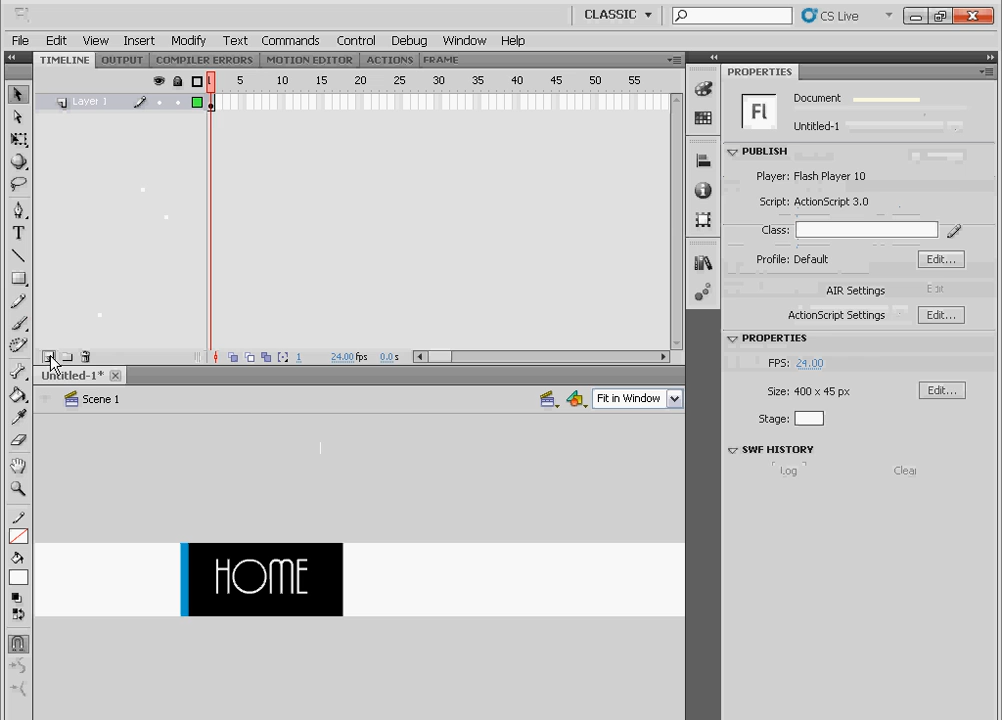 Fl
CLASSIC
CS Live
File Edit View Insert Modify Text Commands Control Debug Window Help
TIMELINE OUTPUT COMPILER ERRORS MOTION EDITOR ACTIONS FRAME
1 5 10 15 20 25 30 35 40 45 50 55
Layer 1
1 24.00 fps 0.0 s
Untitled-1*
Scene 1
Fit in Window
HOME
PROPERTIES
Fl
Document
Untitled-1
PUBLISH
Player: Flash Player 10
Script: ActionScript 3.0
Class:
Profile: Default Edit...
AIR Settings Edit
ActionScript Settings Edit...
PROPERTIES
FPS: 24.00
Size: 400 x 45 px Edit...
Stage:
SWF HISTORY
Log Clear